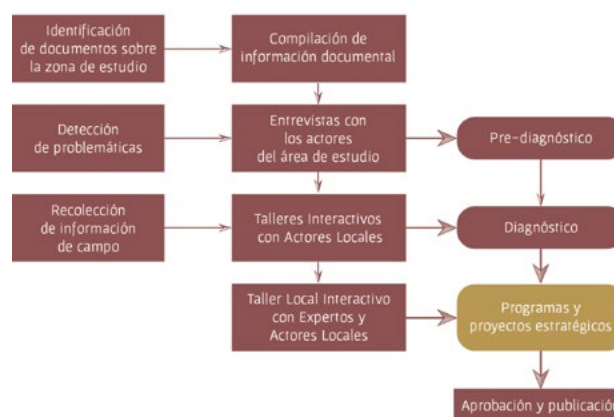 Identificación
de documentos sobre
la zona de estudio
Compilación de
información documental
Detección
de problemáticas
Entrevistas con
los actores
del área de estudio
Pre-diagnóstico
Recolección
de información
de campo
Talleres Interactivos
con Actores Locales
Diagnóstico
Taller Local Interactivo
con Expertos y
Actores Locales
Programas y
proyectos estratégicos
Aprobación y publicación